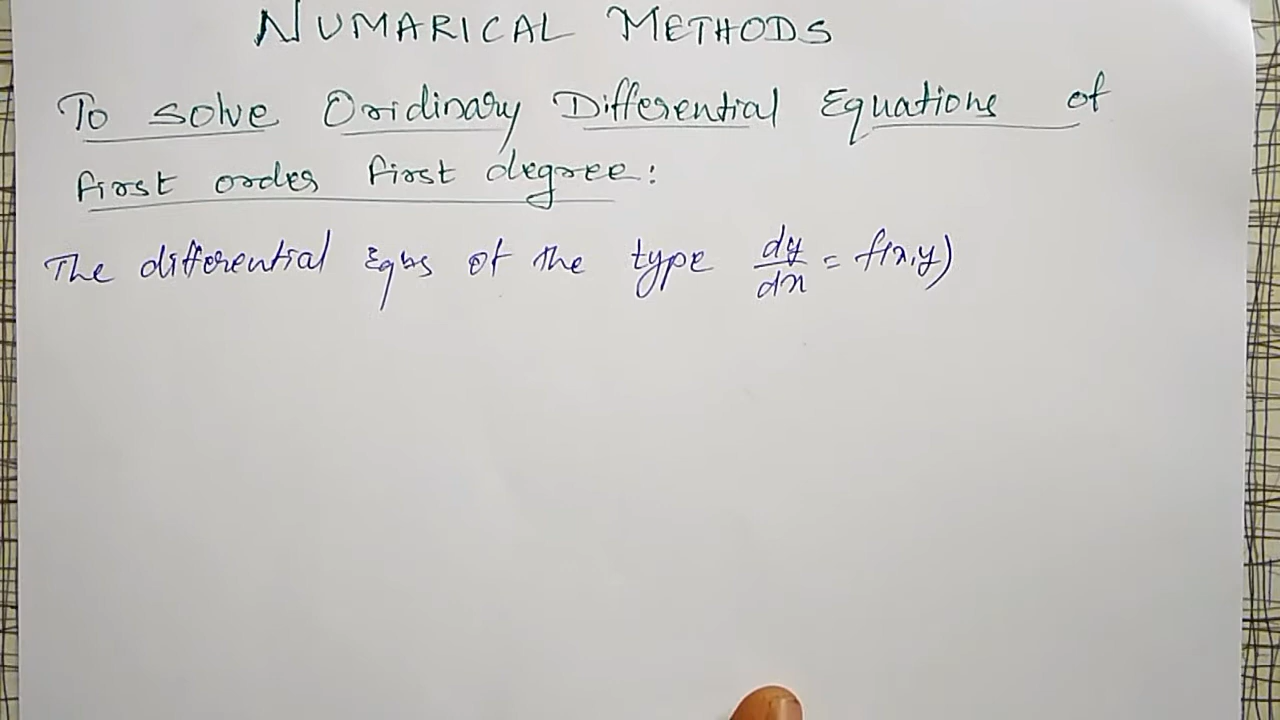 NUMARICAL METHODS
To solve Oridinary Differential Equations of
first order first degree:
The differential Eqns of the type dy/dx = f(x,y)